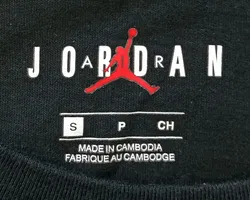 JORDAN
AIR
S P CH
MADE IN CAMBODIA
FABRIQUE AU CAMBODGE